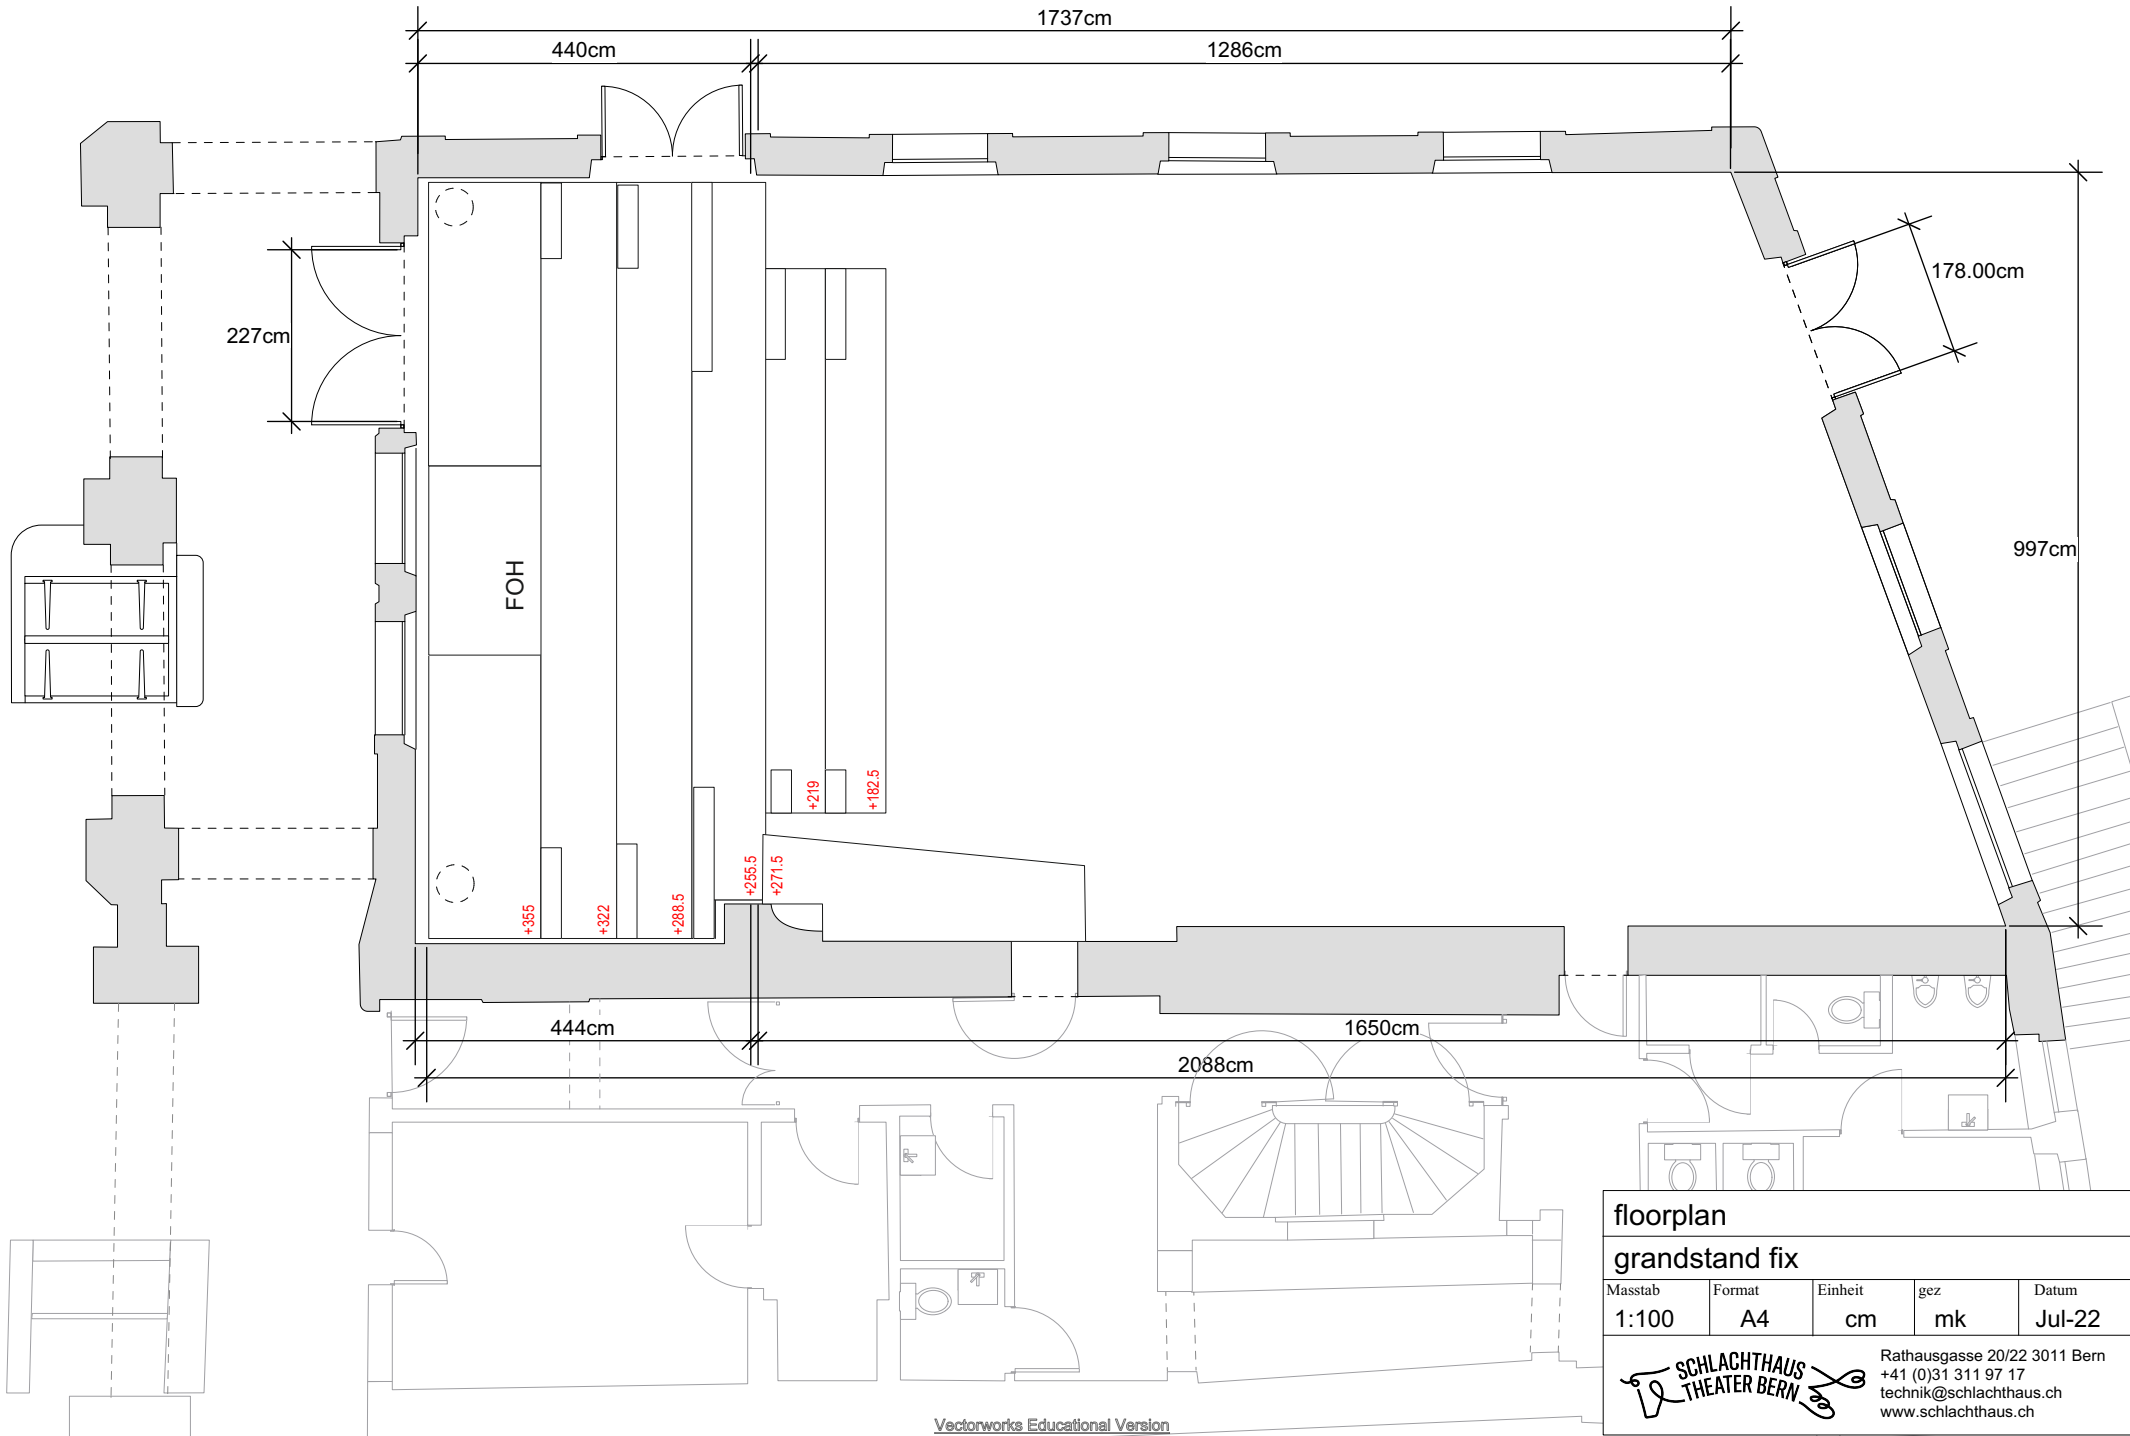 1737cm
440cm
1286cm
178.00cm
227cm
997cm
FOH
+219
+182.5
+255.5
+271.5
+355
+322
+288.5
444cm
1650cm
2088cm
floorplan
grandstand fix
Masstab Format Einheit gez Datum
1:100 A4 cm mk Jul-22
SCHLACHTHAUS
THEATER BERN
Rathausgasse 20/22 3011 Bern
+41 (0)31 311 97 17
technik@schlachthaus.ch
www.schlachthaus.ch
Vectorworks Educational Version